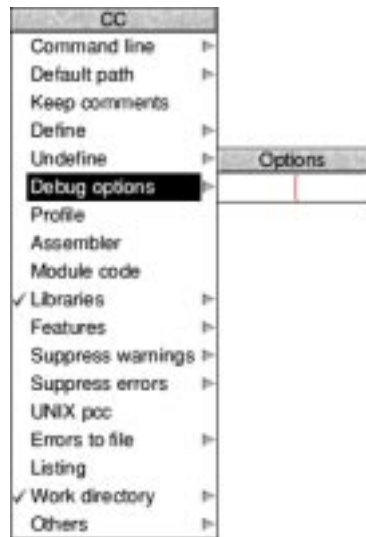 CC
Command line
Default path
Keep comments
Define
Undefine
Options
Debug options
Profile
Assembler
Module code
✓ Libraries
Features
Suppress warnings
Suppress errors
UNIX pcc
Errors to file
Listing
✓ Work directory
Others